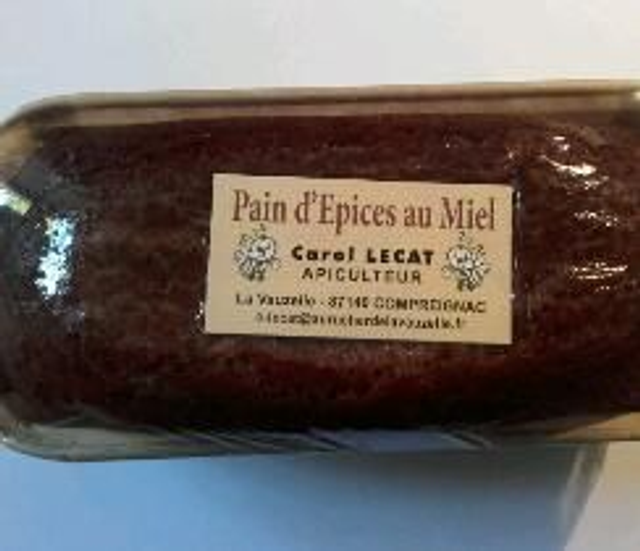 Pain d'Epices au Miel
Carol LECAT
APICULTEUR
La Vauzelle - 87140 COMPREIGNAC